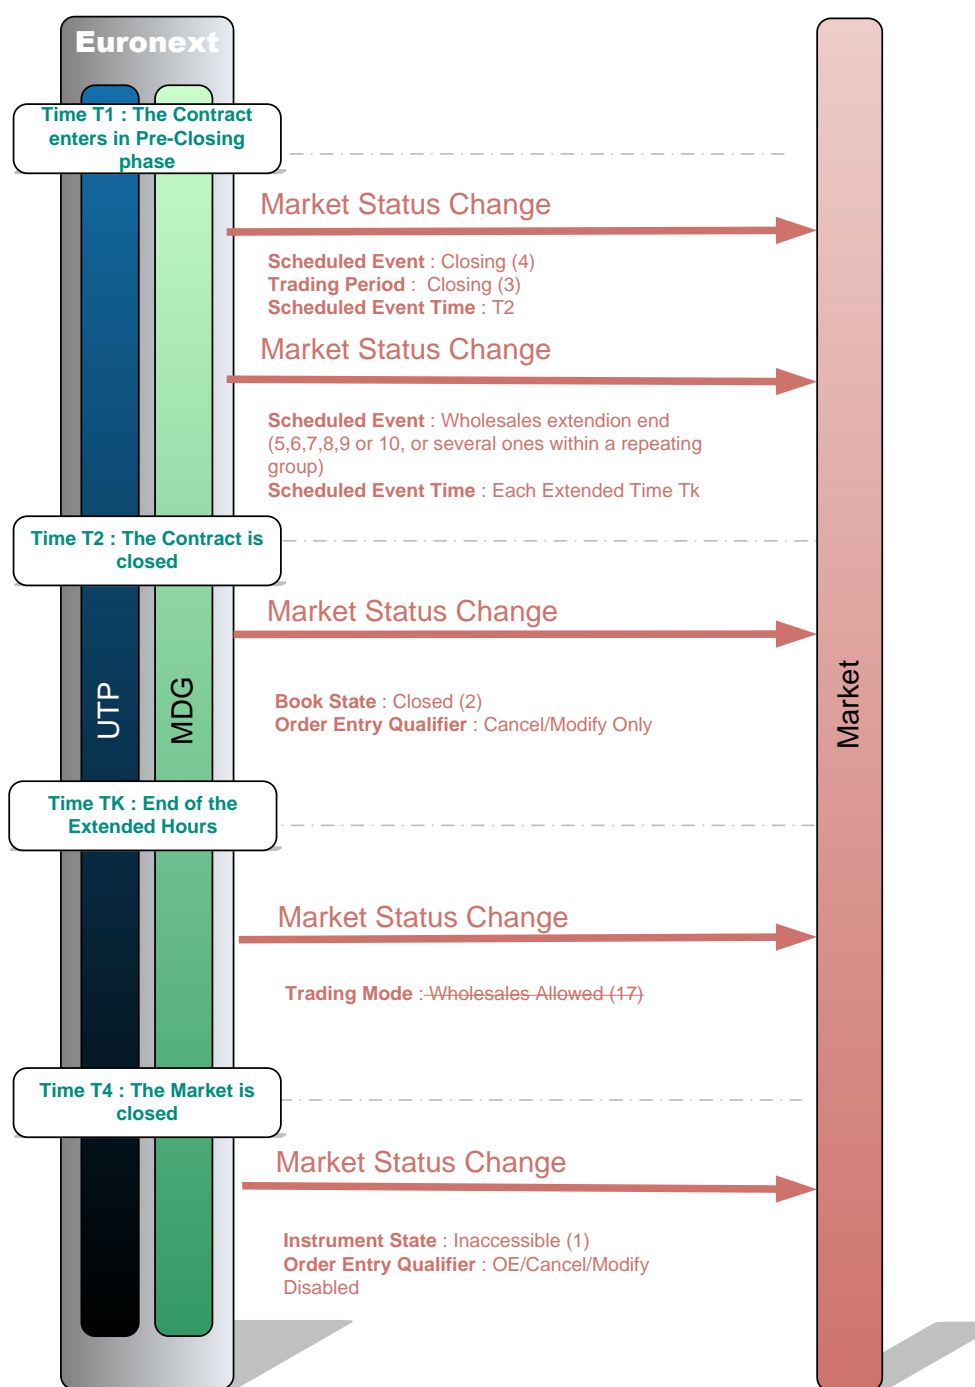 Euronext
Time T1 : The Contract
enters in Pre-Closing
phase
Market Status Change
Scheduled Event : Closing (4)
Trading Period :  Closing (3)
Scheduled Event Time : T2
Market Status Change
Scheduled Event : Wholesales extendion end
(5,6,7,8,9 or 10, or several ones within a repeating
group)
Scheduled Event Time : Each Extended Time Tk
Time T2 : The Contract is
closed
Market Status Change
Book State : Closed (2)
Order Entry Qualifier : Cancel/Modify Only
UTP
MDG
Market
Time TK : End of the
Extended Hours
Market Status Change
Trading Mode : Wholesales Allowed (17)
Time T4 : The Market is
closed
Market Status Change
Instrument State : Inaccessible (1)
Order Entry Qualifier : OE/Cancel/Modify
Disabled